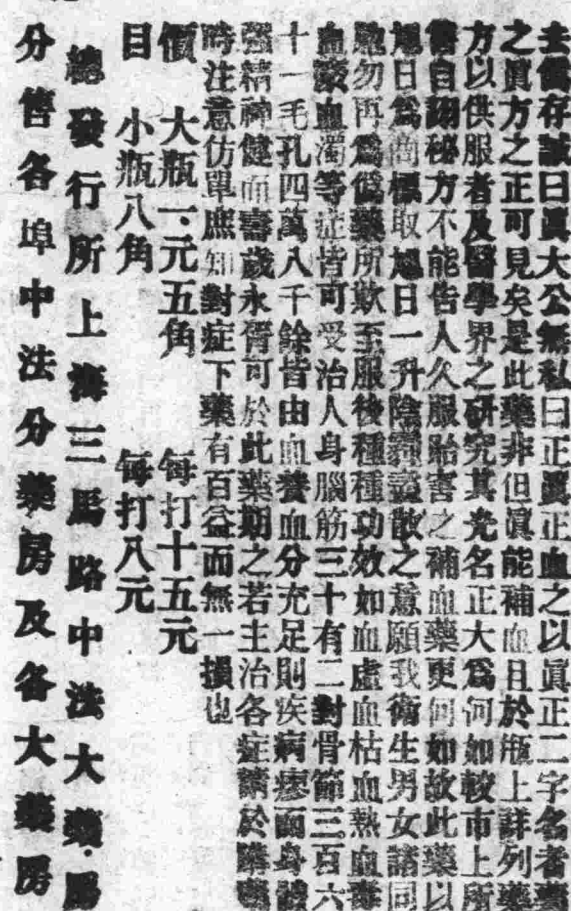 去僞存誠曰眞大公無私曰正眞正血之以眞正二字名者藥
之眞方之正可見矣是此藥非但眞能補血且於瓶上詳列藥
方以供服者及醫學界之研究其光名正大爲何如較市上所
售自詡秘方不能告人久服貽害之補血藥更何如故此藥以
旭日爲商標取旭日一升陰霾盡散之意願我衞生男女諸同
胞勿再爲僞藥所欺至服後種種功效如血虛血枯血熱血毒
血痰血濁等症皆可受治人身腦筋三十有二對骨節三百六
十一毛孔四萬八千餘皆由血養血分充足則疾病瘳而身體
强精神健而壽歲永胥可於此藥期之若主治各症請於購
時注意仿單庶知對症下藥有百益而無一損也
價　大瓶一元五角　每打十五元
目　小瓶八角　每打八元
總發行所上海三馬路中法大藥房
分售各埠中法分藥房及各大藥房